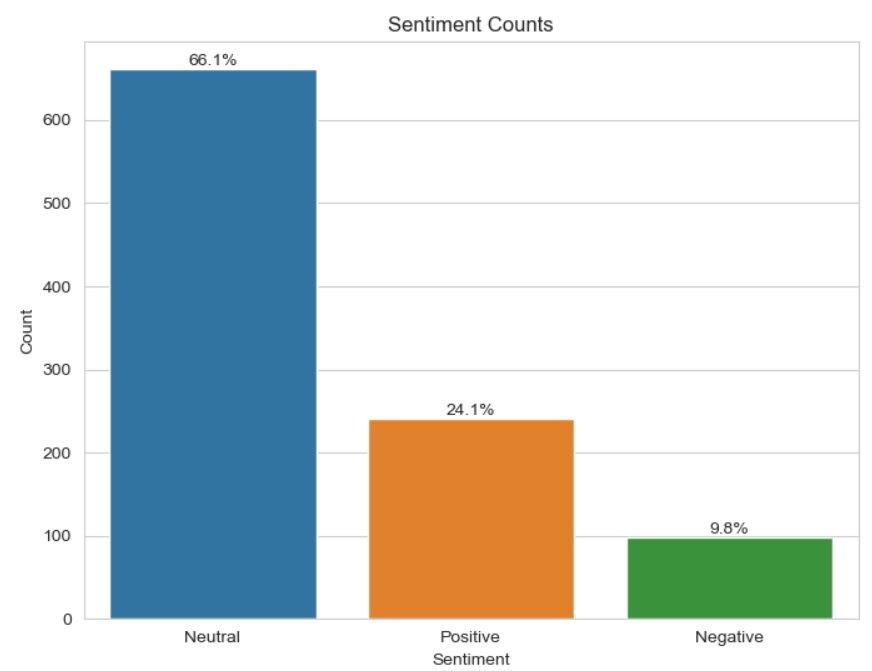 Sentiment Counts
66.1%
600
500
400
300
24.1%
200
9.8%
100
0
Count
Neutral Positive Negative
Sentiment